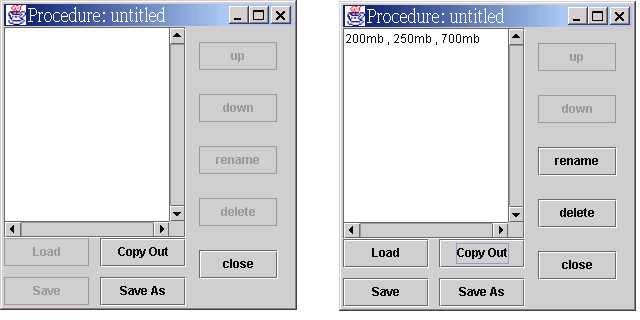 Procedure: untitled
up
down
rename
delete
Load
Copy Out
close
Save
Save As
Procedure: untitled
200mb , 250mb , 700mb
up
down
rename
delete
Load
Copy Out
close
Save
Save As